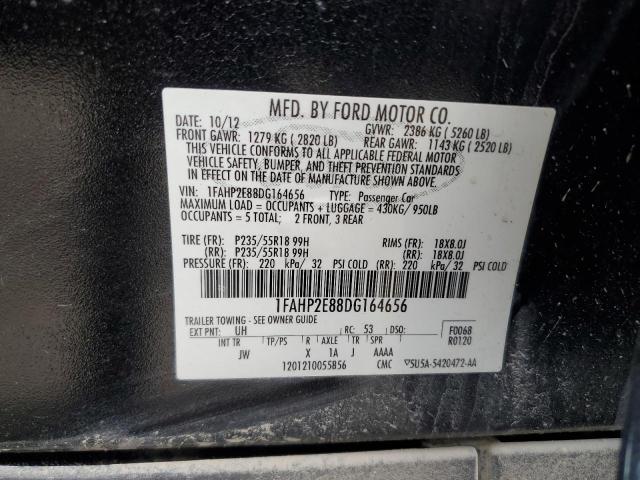 MFD. BY FORD MOTOR CO.
DATE: 10/12 GVWR: 2386 KG ( 5260 LB)
FRONT GAWR: 1279 KG ( 2820 LB) REAR GAWR: 1143 KG ( 2520 LB)
THIS VEHICLE CONFORMS TO ALL APPLICABLE FEDERAL MOTOR
VEHICLE SAFETY, BUMPER, AND THEFT PREVENTION STANDARDS
IN EFFECT ON THE DATE OF MANUFACTURE SHOWN ABOVE.
VIN: 1FAHP2E88DG164656 TYPE: Passenger Car
MAXIMUM LOAD = OCCUPANTS + LUGGAGE = 430KG/ 950LB
OCCUPANTS = 5 TOTAL; 2 FRONT, 3 REAR
TIRE (FR): P235/55R18 99H RIMS (FR): 18X8.0J
(RR): P235/55R18 99H (RR): 18X8.0J
PRESSURE (FR): 220 kPa/ 32 PSI COLD (RR): 220 kPa/ 32 PSI COLD
1FAHP2E88DG164656
TRAILER TOWING - SEE OWNER GUIDE
EXT PNT: UH RC: 53 DSO: F0068
INT TR TP/PS R AXLE TR SPR R0120
JW X 1A J AAAA
1201210055856 CMC ▽SU5A-5420472-AA